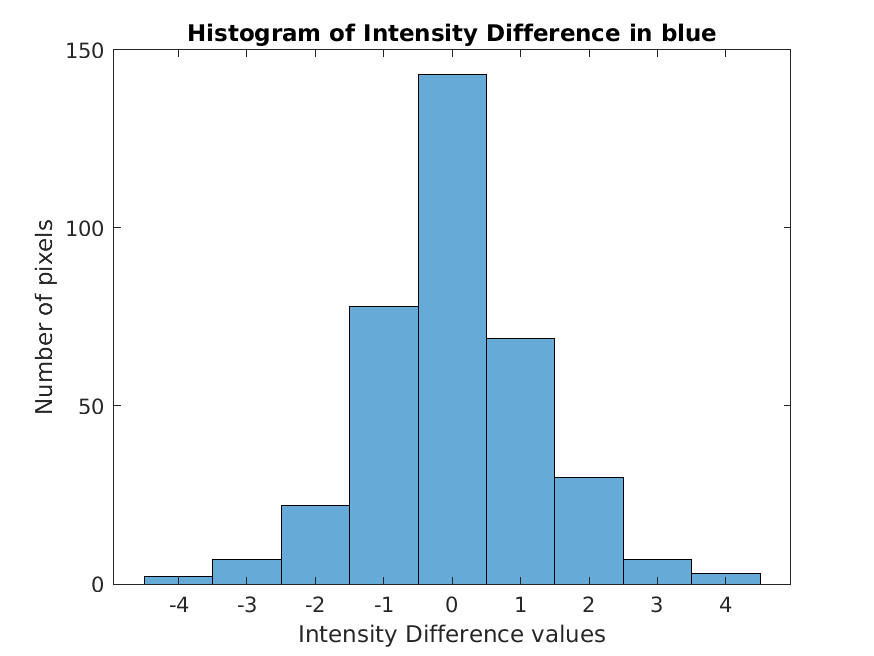 Histogram of Intensity Difference in blue
150
100
50
0
Number of pixels
-4 -3 -2 -1 0 1 2 3 4
Intensity Difference values